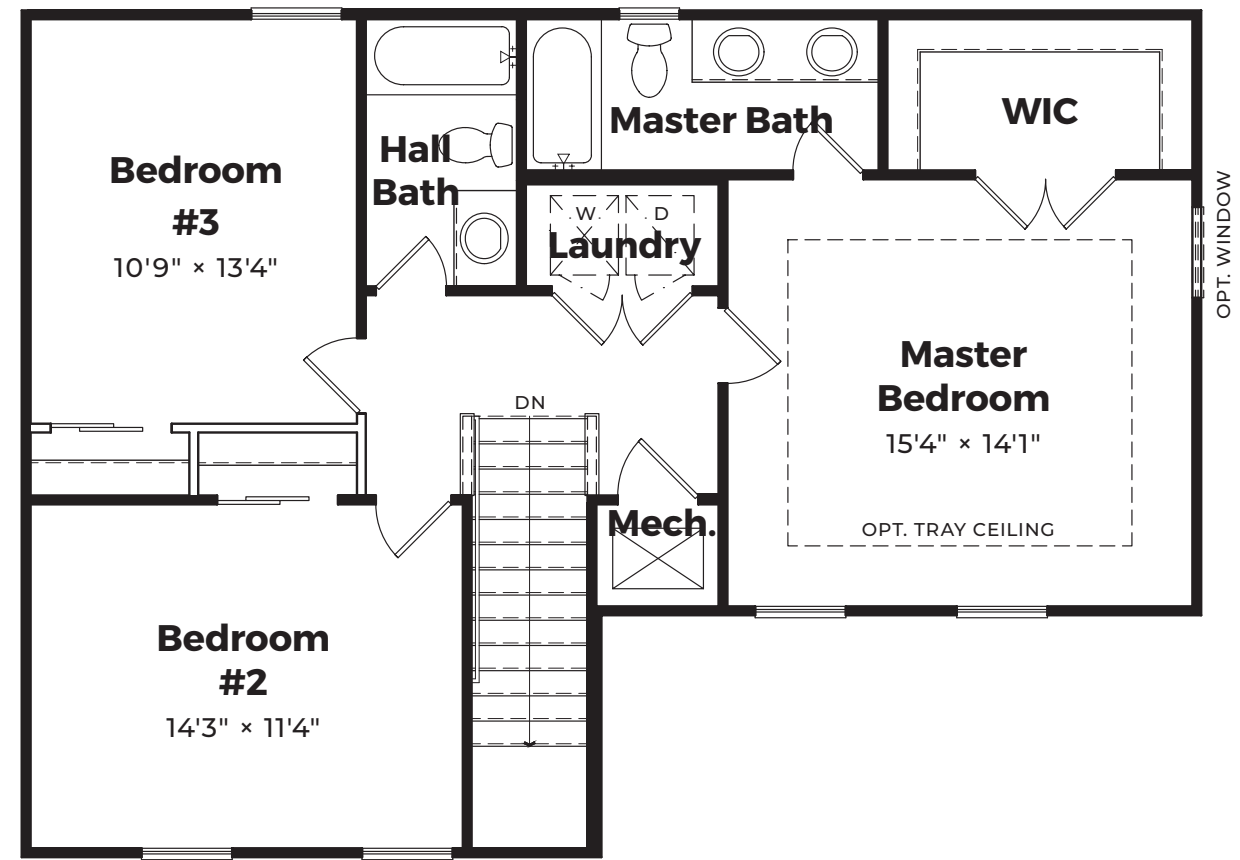 Bedroom
#3
10'9" × 13'4"
Hall
Bath
Master Bath
WIC
W
D
Laundry
OPT. WINDOW
Master
Bedroom
15'4" × 14'1"
OPT. TRAY CEILING
DN
Mech.
Bedroom
#2
14'3" × 11'4"